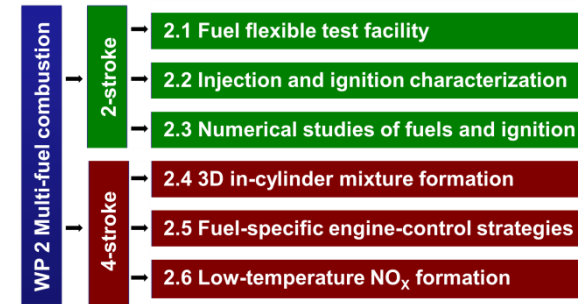 WP 2 Multi-fuel combustion
2-stroke
2.1 Fuel flexible test facility
2.2 Injection and ignition characterization
2.3 Numerical studies of fuels and ignition
4-stroke
2.4 3D in-cylinder mixture formation
2.5 Fuel-specific engine-control strategies
2.6 Low-temperature NOX formation